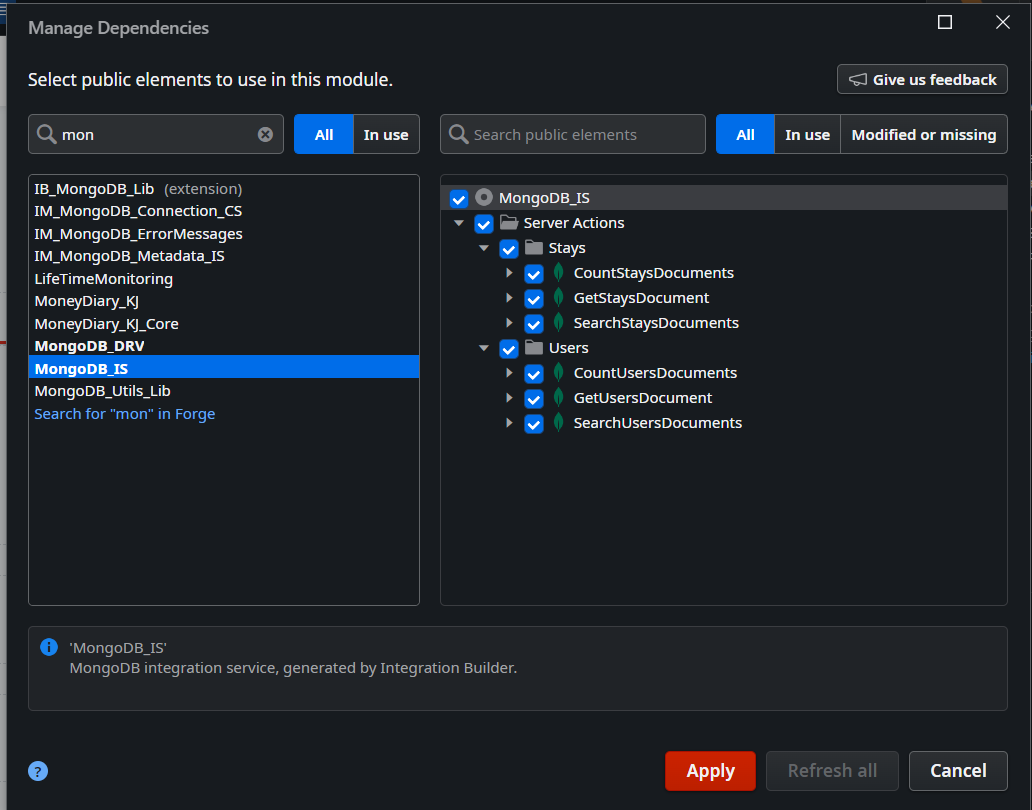 Manage Dependencies
Select public elements to use in this module.
Give us feedback
mon
All
In use
Search public elements
All
In use
Modified or missing
IB_MongoDB_Lib (extension)
IM_MongoDB_Connection_CS
IM_MongoDB_ErrorMessages
IM_MongoDB_Metadata_IS
LifeTimeMonitoring
MoneyDiary_KJ
MoneyDiary_KJ_Core
MongoDB_DRV
MongoDB_IS
MongoDB_Utils_Lib
Search for "mon" in Forge
MongoDB_IS
Server Actions
Stays
CountStaysDocuments
GetStaysDocument
SearchStaysDocuments
Users
CountUsersDocuments
GetUsersDocument
SearchUsersDocuments
'MongoDB_IS'
MongoDB integration service, generated by Integration Builder.
?
Apply
Refresh all
Cancel